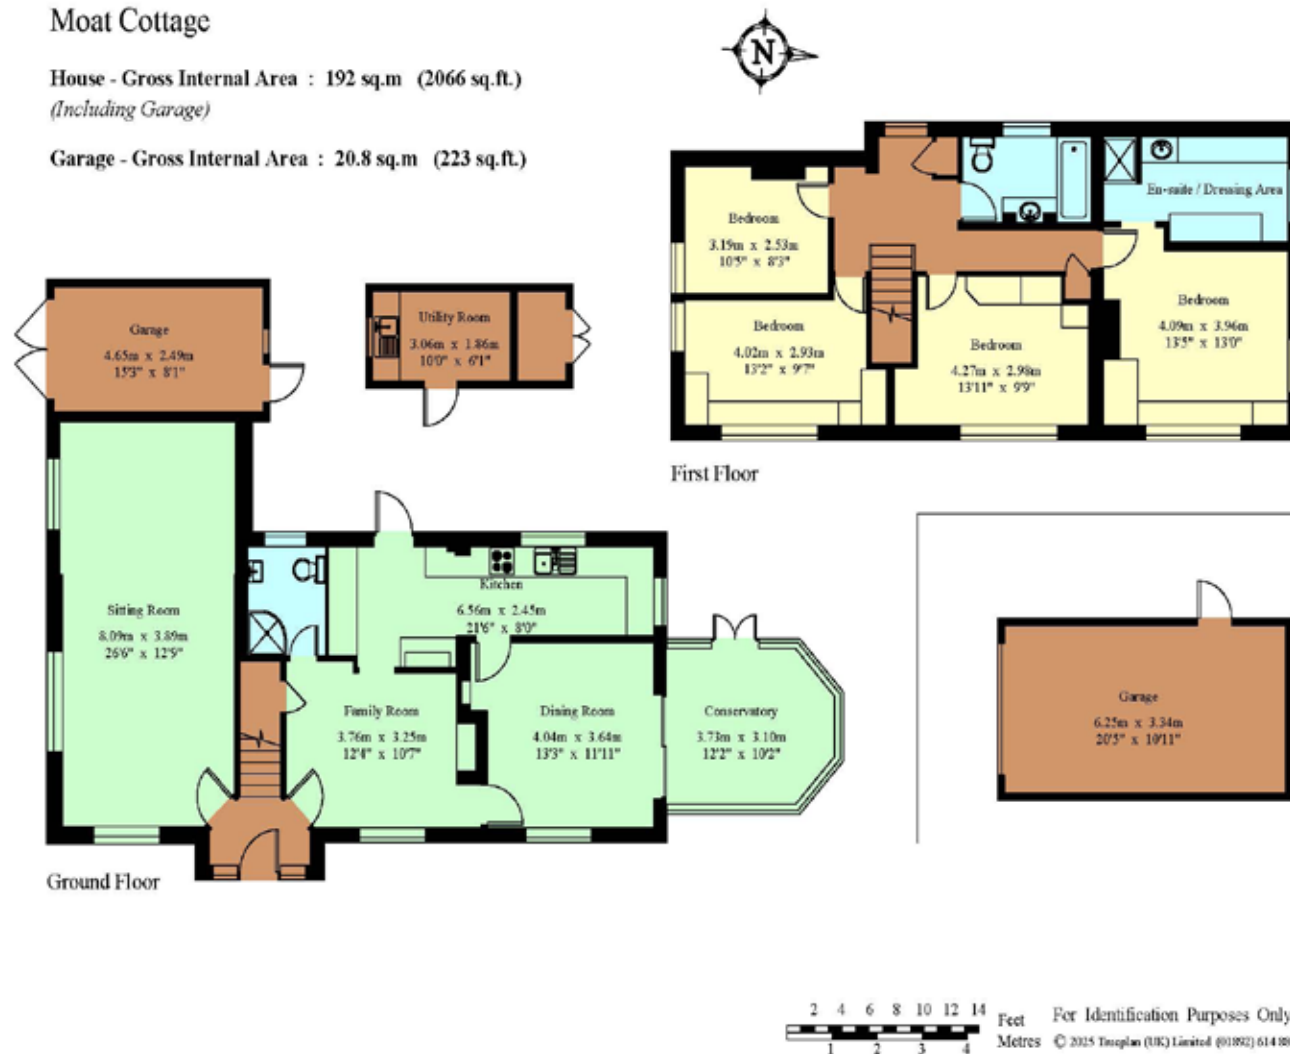 Moat Cottage
House - Gross Internal Area : 192 sq.m (2066 sq.ft.)
(Including Garage)
Garage - Gross Internal Area : 20.8 sq.m (223 sq.ft.)
N
En-suite / Dressing Area
Bedroom
3.19m x 2.53m
10'5" x 8'3"
Bedroom
4.02m x 2.93m
13'2" x 9'7"
Bedroom
4.27m x 2.98m
13'11" x 9'9"
Bedroom
4.09m x 3.96m
13'5" x 13'0"
First Floor
Garage
4.65m x 2.49m
15'3" x 8'1"
Utility Room
3.06m x 1.86m
10'0" x 6'1"
Sitting Room
8.09m x 3.89m
26'6" x 12'9"
Kitchen
6.56m x 2.45m
21'6" x 8'0"
Family Room
3.76m x 3.25m
12'4" x 10'7"
Dining Room
4.04m x 3.64m
13'3" x 11'11"
Conservatory
3.73m x 3.10m
12'2" x 10'2"
Garage
6.25m x 3.34m
20'5" x 10'11"
Ground Floor
2 4 6 8 10 12 14 Feet
1 2 3 4 Metres
For Identification Purposes Only
© 2025 Trueplan (UK) Limited (01892) 614